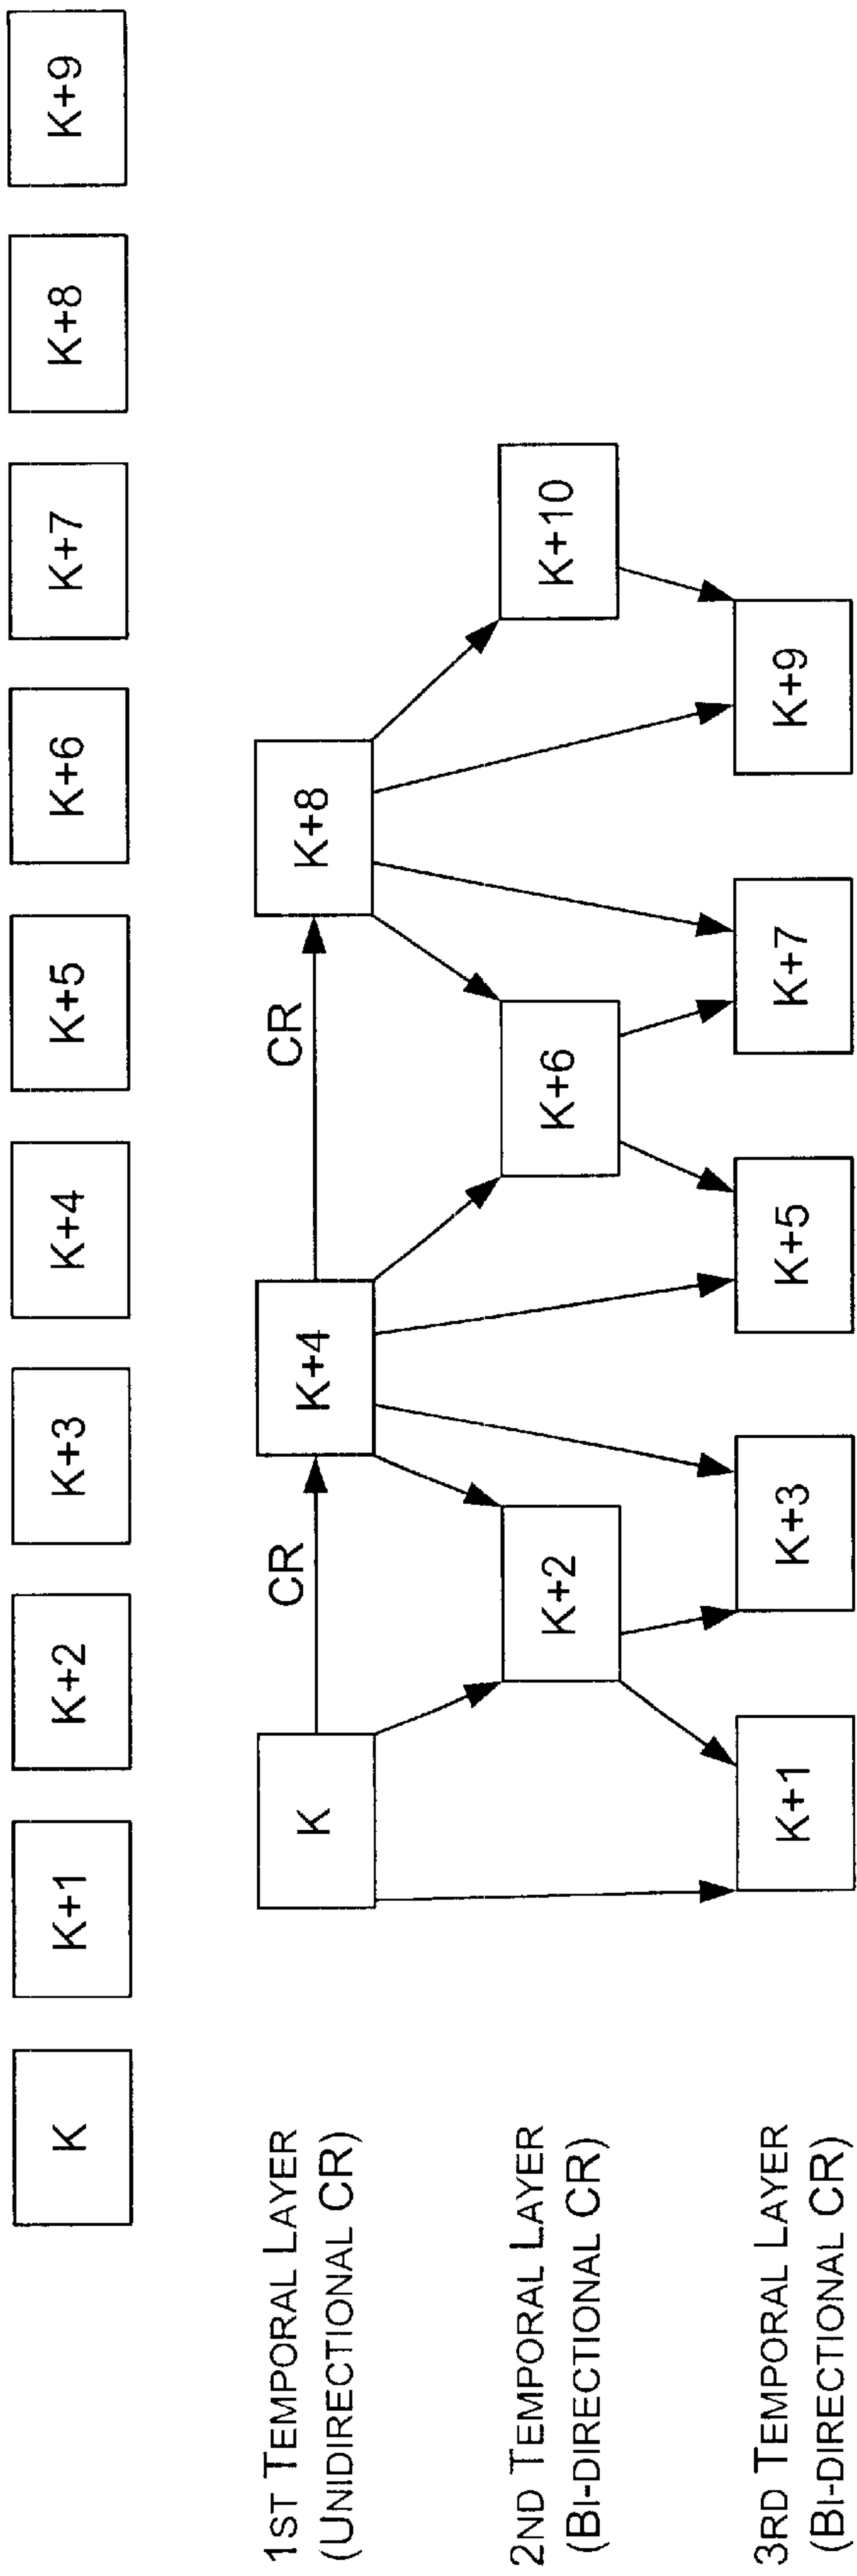 K
K+1
K+2
K+3
K+4
K+5
K+6
K+7
K+8
K+9
1ST TEMPORAL LAYER
(UNIDIRECTIONAL CR)
K
CR
K+4
CR
K+8
2ND TEMPORAL LAYER
(BI-DIRECTIONAL CR)
K+2
K+6
K+10
3RD TEMPORAL LAYER
(BI-DIRECTIONAL CR)
K+1
K+3
K+5
K+7
K+9